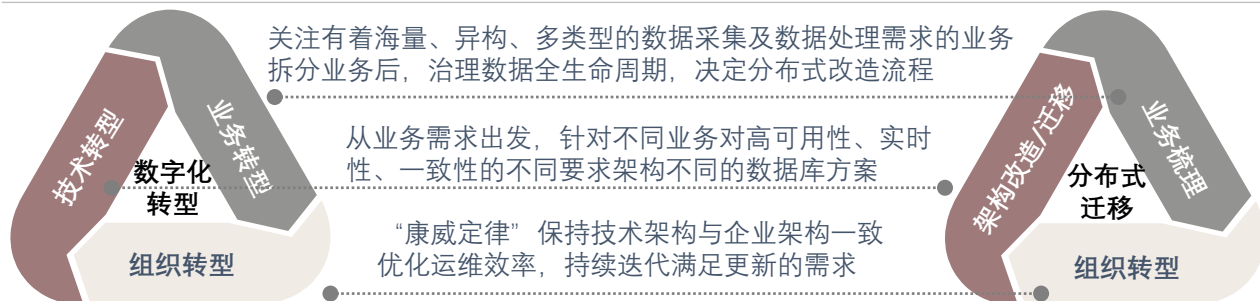 关注有着海量、异构、多类型的数据采集及数据处理需求的业务
拆分业务后，治理数据全生命周期，决定分布式改造流程
从业务需求出发，针对不同业务对高可用性、实时
性、一致性的不同要求架构不同的数据库方案
“康威定律”保持技术架构与企业架构一致
优化运维效率，持续迭代满足更新的需求
技术转型
业务转型
数字化
转型
组织转型
架构改造/迁移
业务梳理
分布式
迁移
组织转型